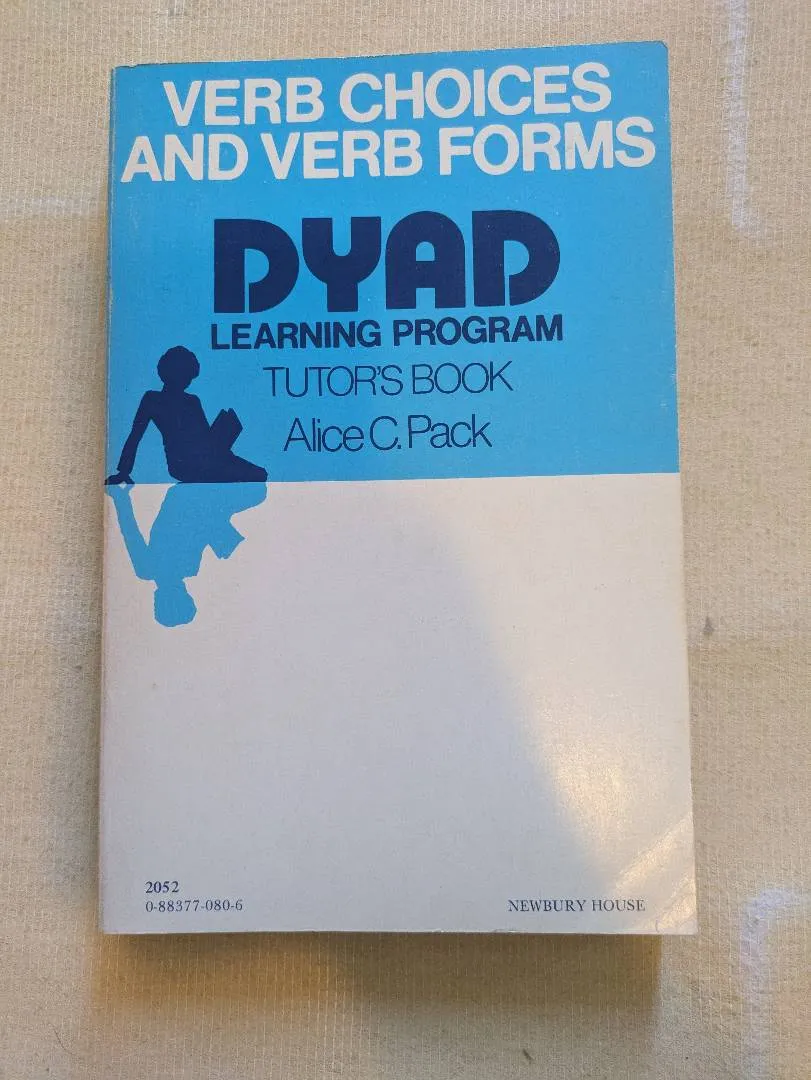 VERB CHOICES
AND VERB FORMS
DYAD
LEARNING PROGRAM
TUTOR'S BOOK
Alice C. Pack
2052
0-88377-080-6
NEWBURY HOUSE